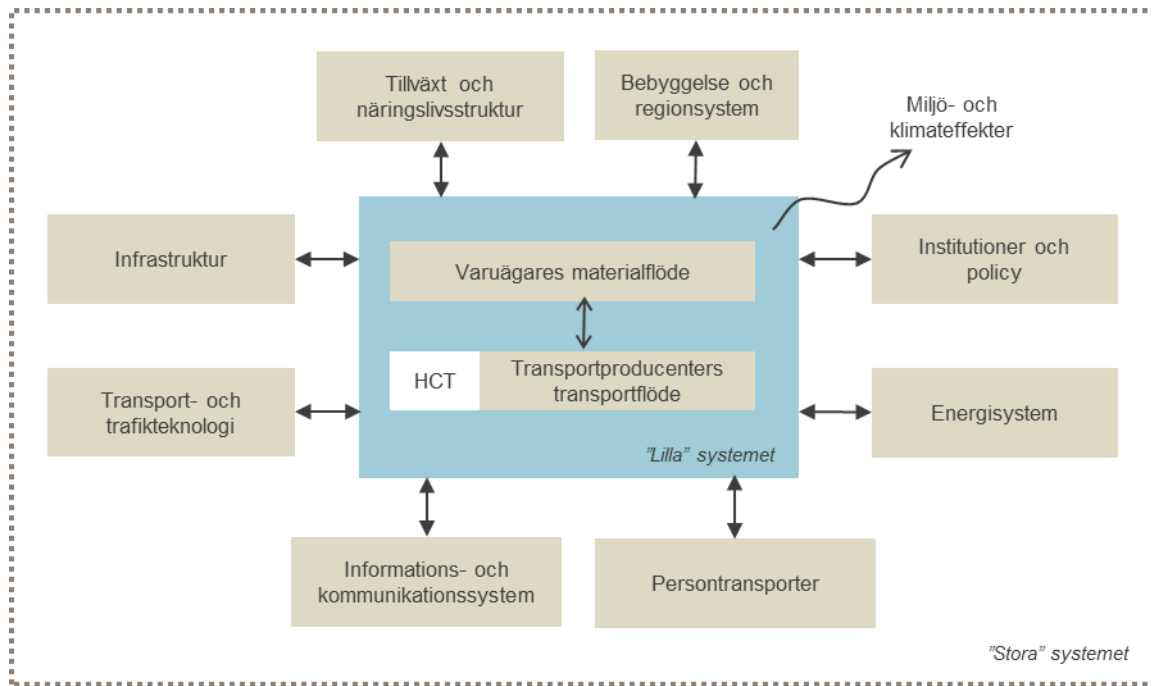 Tillväxt och
näringslivsstruktur
Bebyggelse och
regionsystem
Miljö- och
klimateffekter
Infrastruktur
Varuägares materialflöde
Institutioner och
policy
Transport- och
trafikteknologi
HCT
Transportproducenters
transportflöde
Energisystem
"Lilla" systemet
Informations- och
kommunikationssystem
Persontransporter
"Stora" systemet